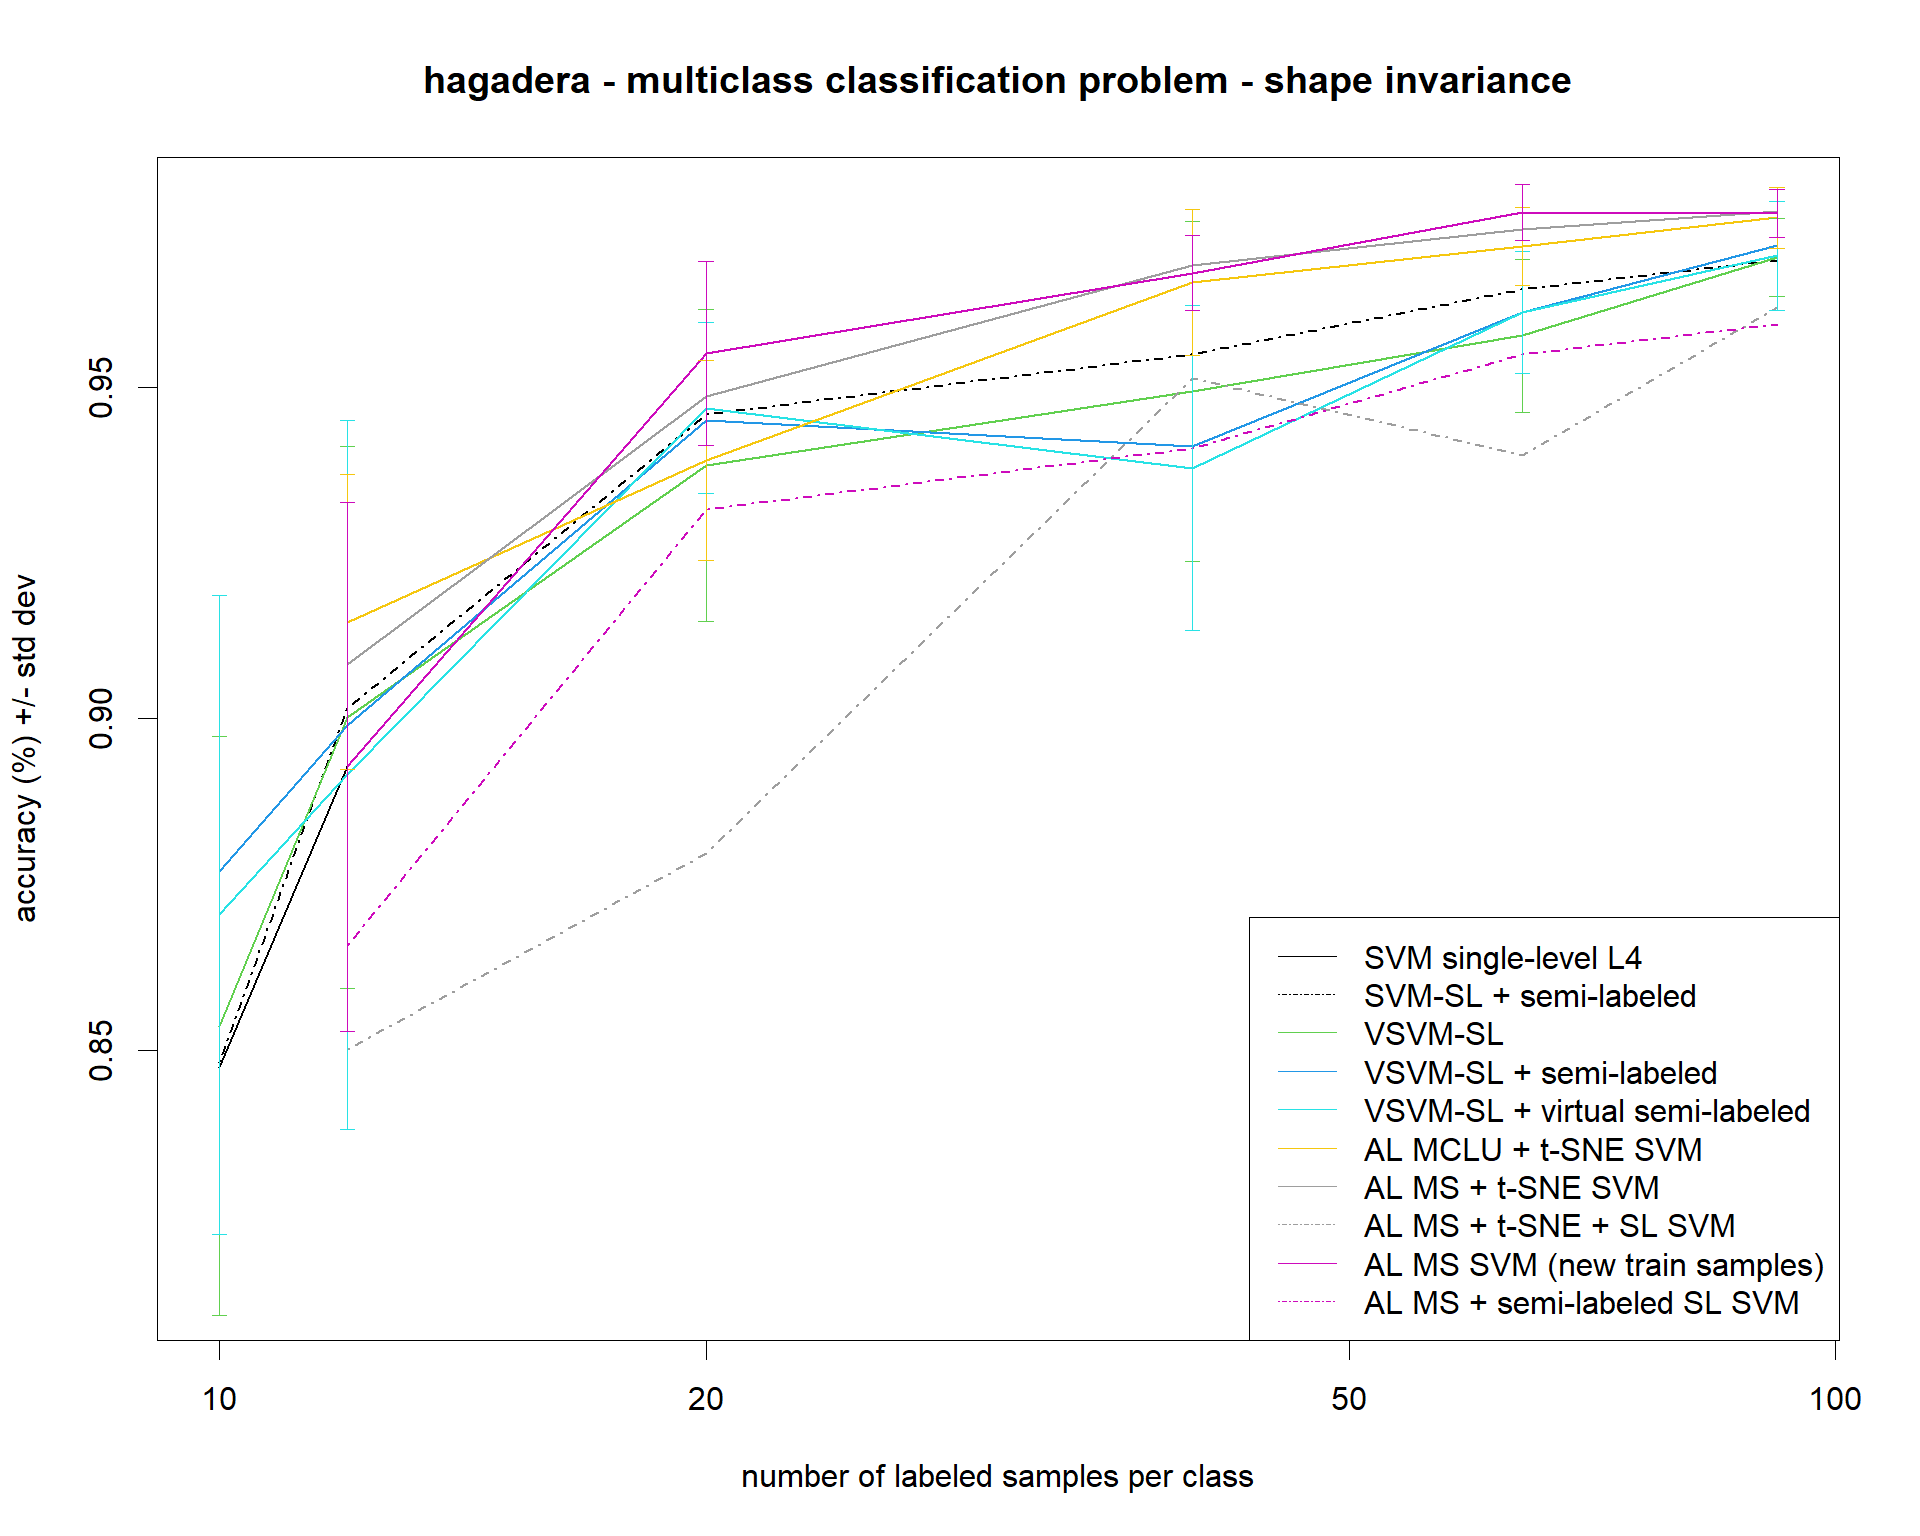 hagadera - multiclass classification problem - shape invariance
accuracy (%) +/- std dev
0.95
0.90
0.85
SVM single-level L4
SVM-SL + semi-labeled
VSVM-SL
VSVM-SL + semi-labeled
VSVM-SL + virtual semi-labeled
AL MCLU + t-SNE SVM
AL MS + t-SNE SVM
AL MS + t-SNE + SL SVM
AL MS SVM (new train samples)
AL MS + semi-labeled SL SVM
10 20 50 100
number of labeled samples per class